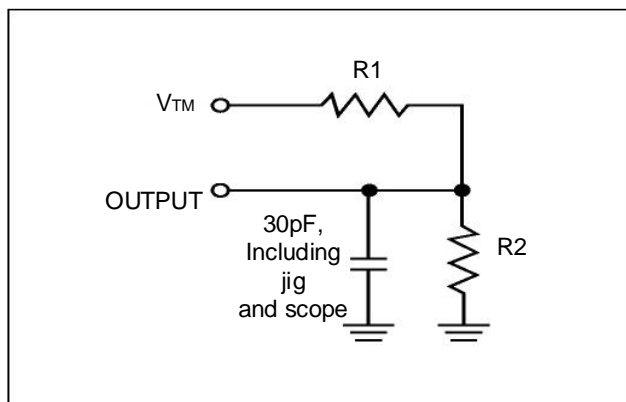 R1
VTM
OUTPUT
30pF,
Including
jig
and scope
R2